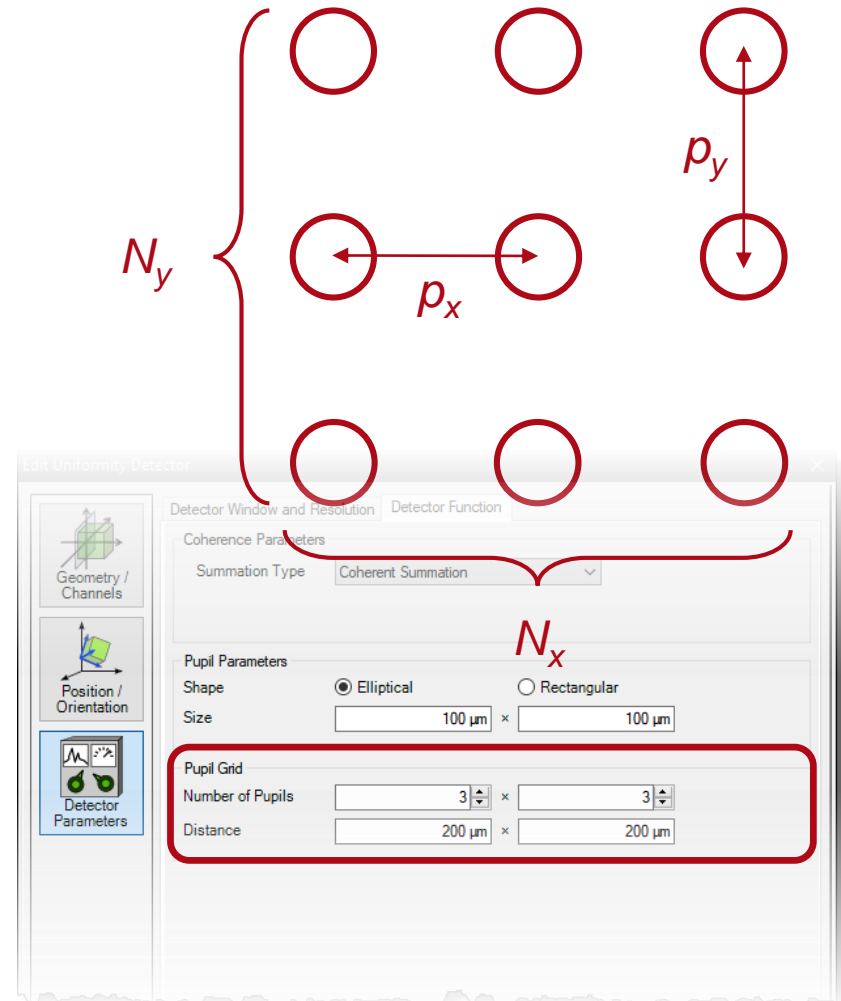 p_y
N_y
p_x
Edit Uniformity Detector
Detector Window and Resolution Detector Function
Coherence Parameters
Geometry /
Channels
Summation Type Coherent Summation
N_x
Pupil Parameters
Position /
Orientation
Shape Elliptical Rectangular
Size 100 µm × 100 µm
Pupil Grid
Detector
Parameters
Number of Pupils 3 × 3
Distance 200 µm × 200 µm